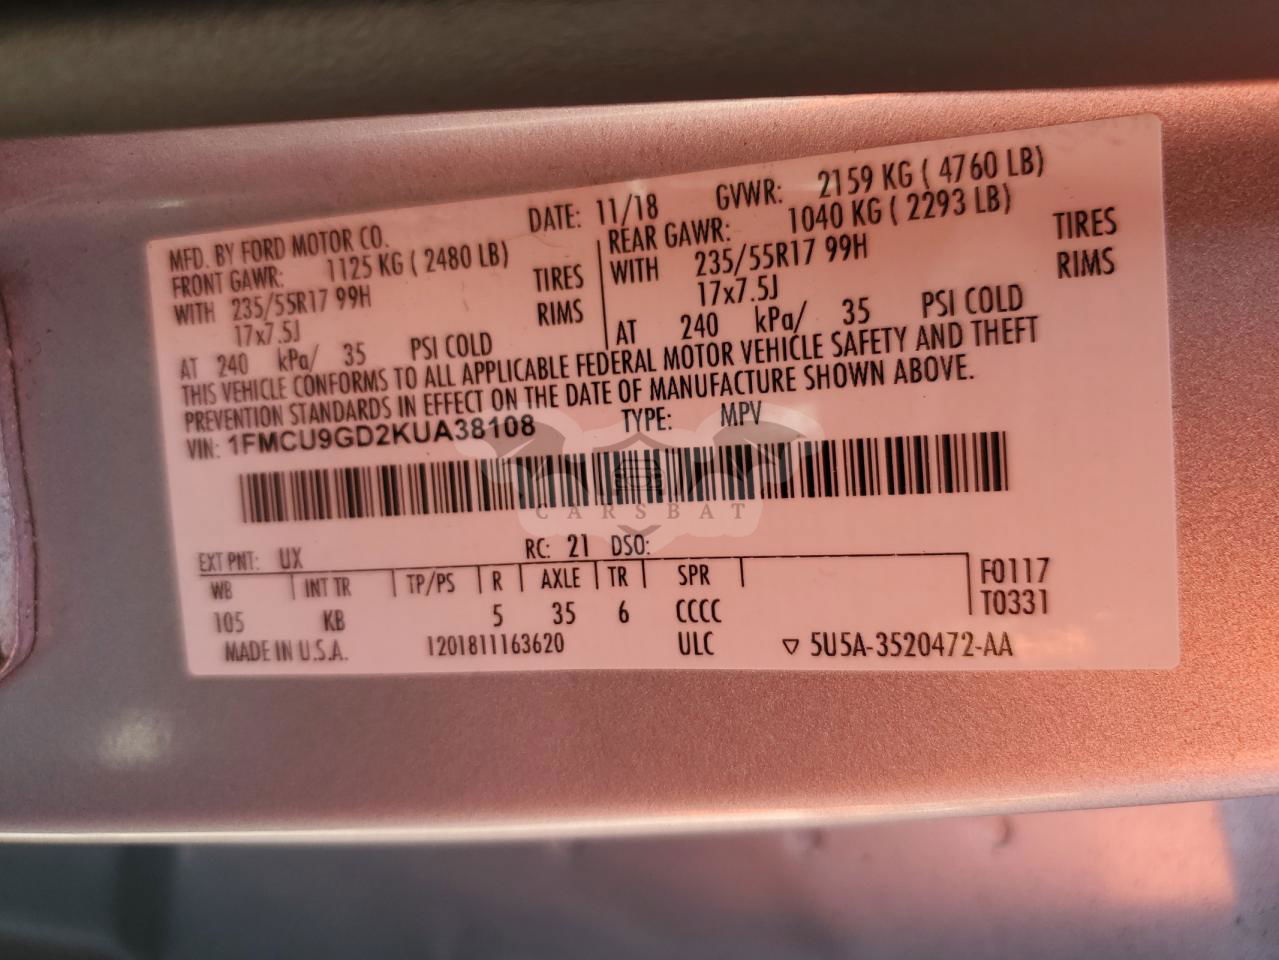 MFD. BY FORD MOTOR CO. DATE: 11/18 GVWR: 2159 KG ( 4760 LB)
FRONT GAWR: 1125 KG ( 2480 LB) REAR GAWR: 1040 KG ( 2293 LB)
WITH 235/55R17 99H TIRES WITH 235/55R17 99H TIRES
17x7.5J RIMS 17x7.5J RIMS
AT 240 kPa/ 35 PSI COLD AT 240 kPa/ 35 PSI COLD
THIS VEHICLE CONFORMS TO ALL APPLICABLE FEDERAL MOTOR VEHICLE SAFETY AND THEFT
PREVENTION STANDARDS IN EFFECT ON THE DATE OF MANUFACTURE SHOWN ABOVE.
VIN: 1FMCU9GD2KUA38108 TYPE: MPV
CARSBAT
EXT PNT: UX RC: 21 DSO:
WB INT TR TP/PS R AXLE TR SPR F0117
105 KB 5 35 6 CCCC T0331
MADE IN U.S.A. 1201811163620 ULC ▽ 5U5A-3520472-AA